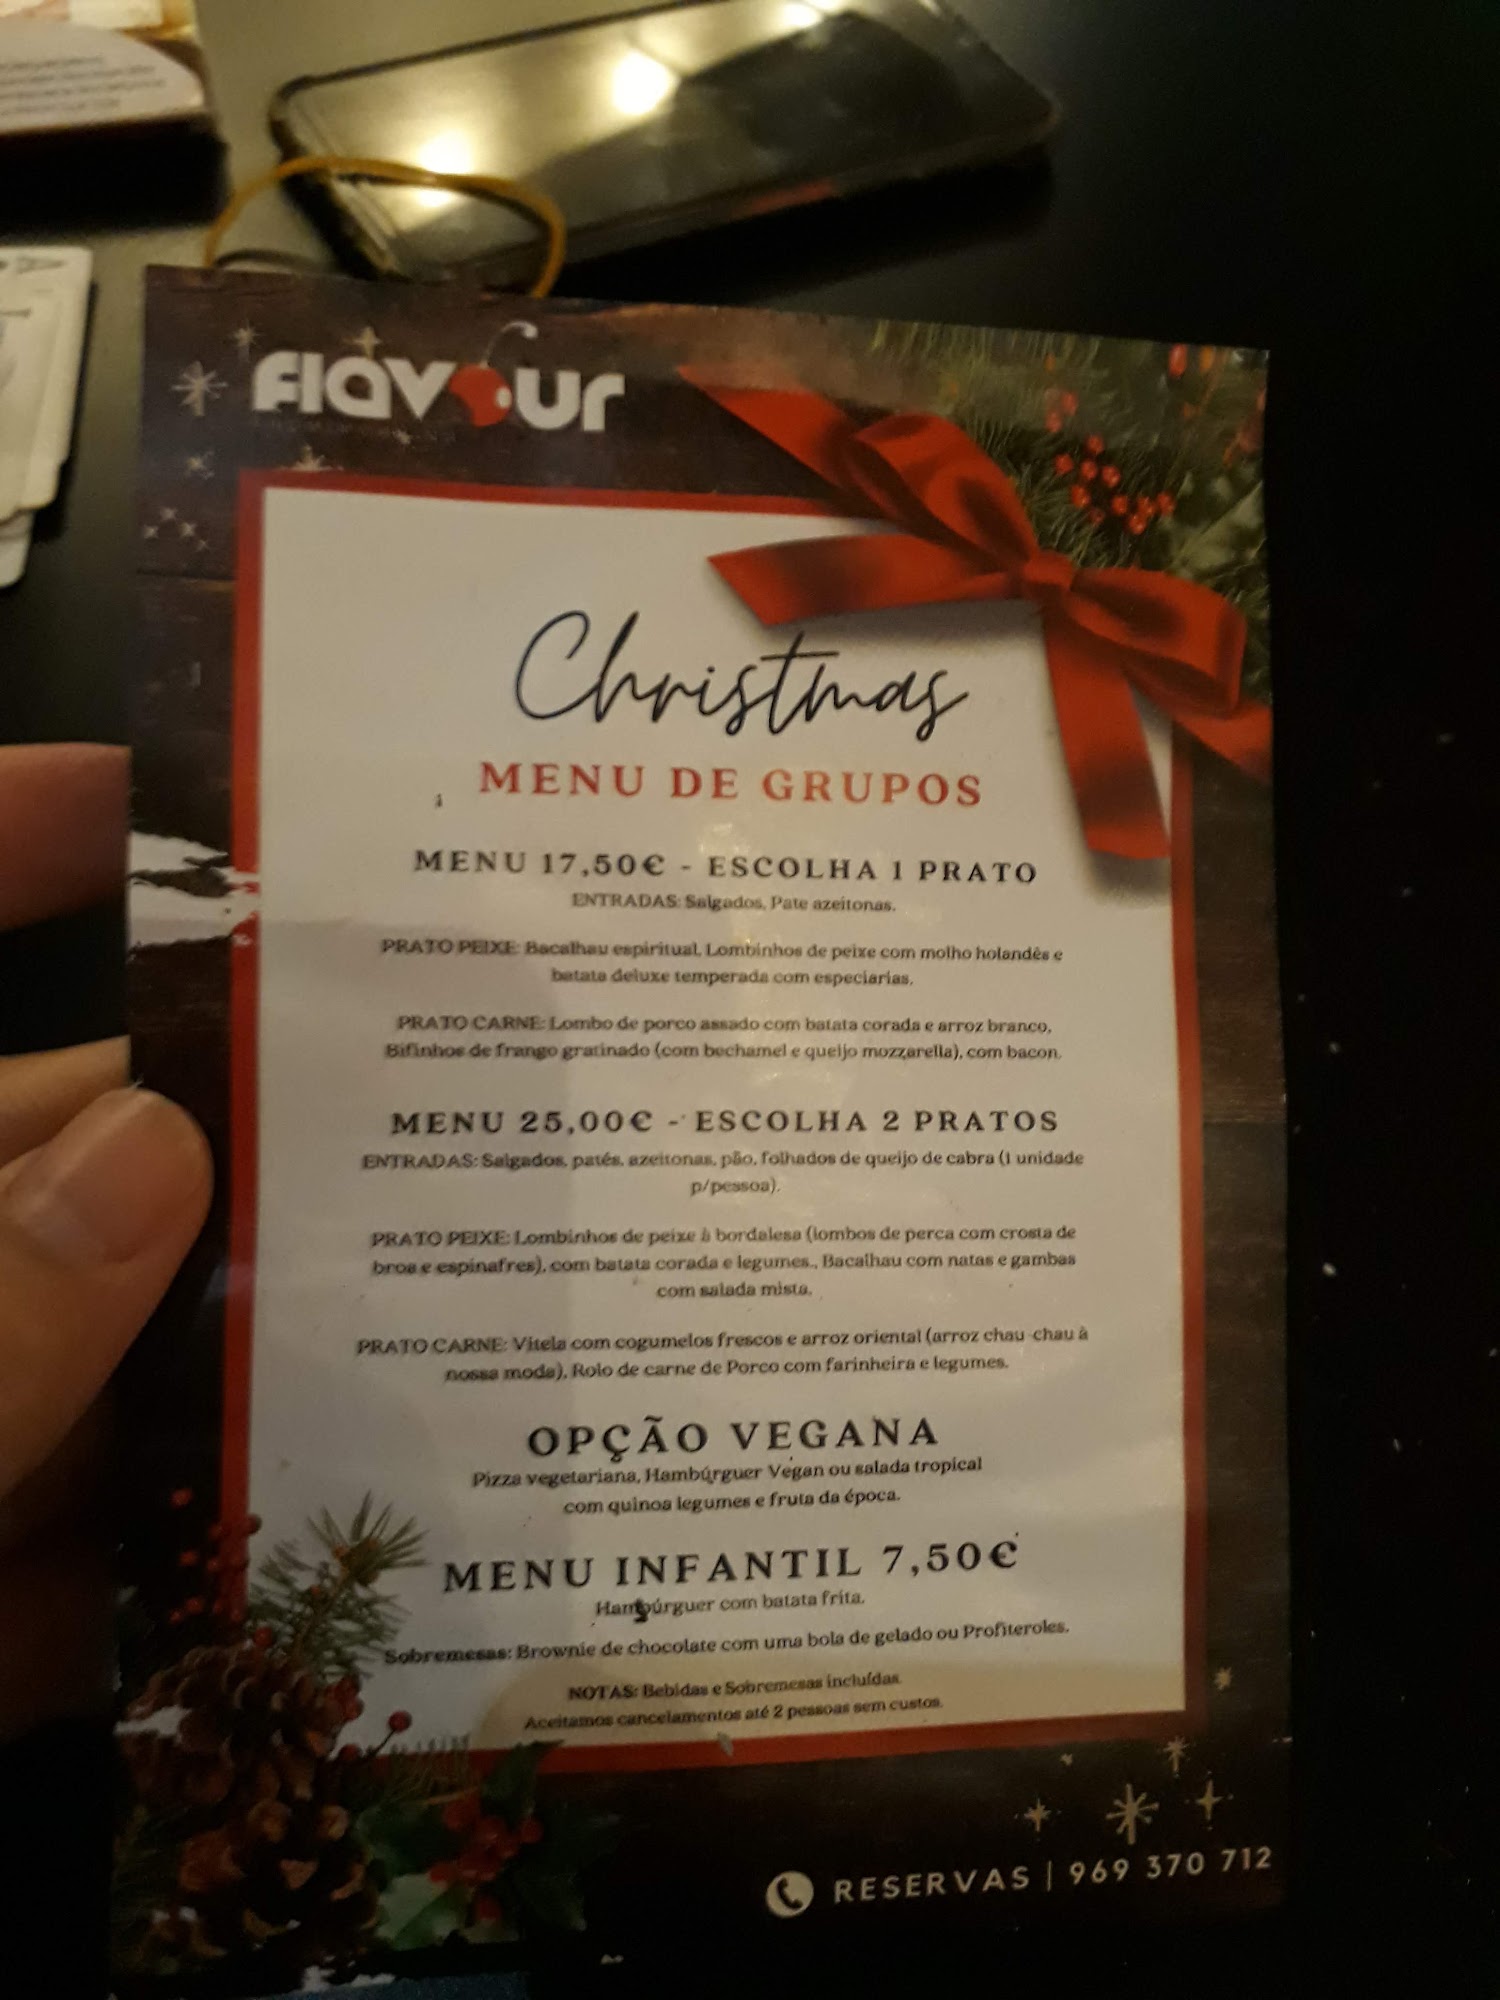 Flavour
Christmas
MENU DE GRUPOS
MENU 17,50€ - ESCOLHA 1 PRATO
ENTRADAS: Salgados, Pate azeitonas.
PRATO PEIXE: Bacalhau espiritual, Lombinhos de peixe com molho holandês e
batata deluxe temperada com especiarias.
PRATO CARNE: Lombo de porco assado com batata corada e arroz branco,
Bifinhos de frango gratinado (com bechamel e queijo mozzarella), com bacon.
MENU 25,00€ - ESCOLHA 2 PRATOS
ENTRADAS: Salgados, patés, azeitonas, pão, folhados de queijo de cabra (1 unidade
p/pessoa).
PRATO PEIXE: Lombinhos de peixe à bordalesa (lombos de perca com crosta de
broa e espinafres), com batata corada e legumes., Bacalhau com natas e gambas
com salada mista.
PRATO CARNE: Vitela com cogumelos frescos e arroz oriental (arroz chau-chau à
nossa moda), Rolo de carne de Porco com farinheira e legumes.
OPÇÃO VEGANA
Pizza vegetariana, Hambúrguer Vegan ou salada tropical
com quinoa legumes e fruta da época.
MENU INFANTIL 7,50€
Hambúrguer com batata frita.
Sobremesas: Brownie de chocolate com uma bola de gelado ou Profiteroles.
NOTAS: Bebidas e Sobremesas incluídas
Aceitamos cancelamentos até 2 pessoas sem custos.
RESERVAS | 969 370 712